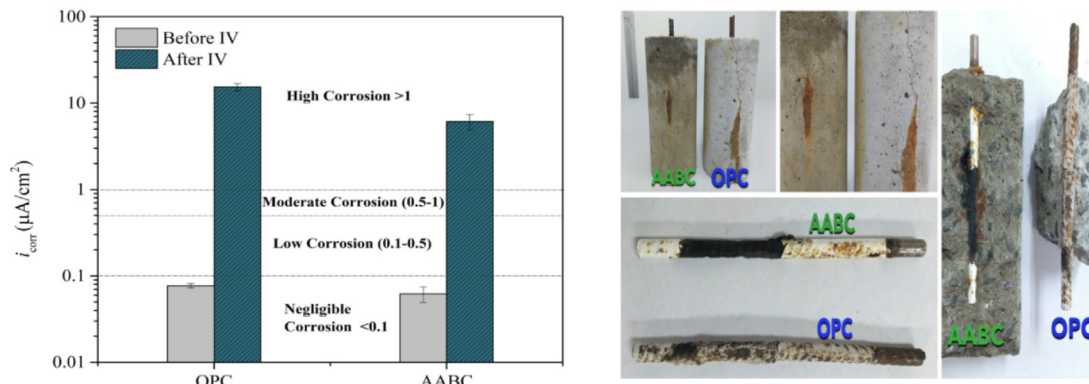 100
10
1
0.1
0.01
i_corr (μA/cm²)
Before IV
After IV
High Corrosion >1
Moderate Corrosion (0.5-1)
Low Corrosion (0.1-0.5)
Negligible
Corrosion <0.1
OPC
AABC
AABC
OPC
AABC
OPC
AABC
OPC